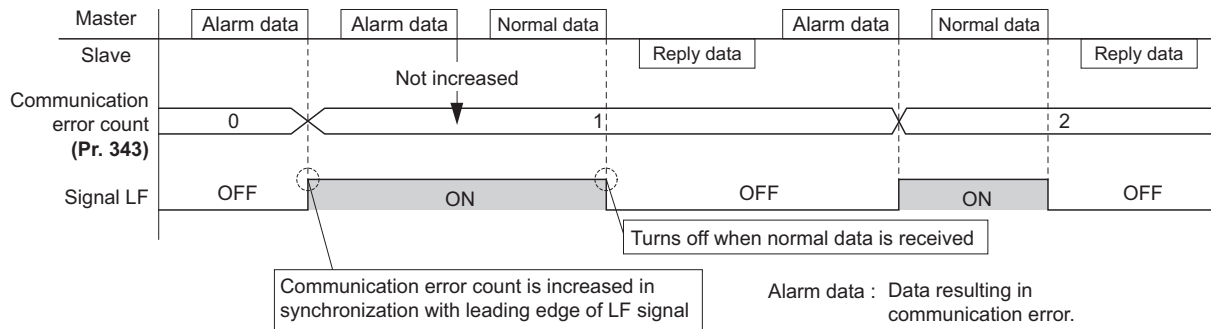 Master
Alarm data
Alarm data
Normal data
Alarm data
Normal data
Slave
Reply data
Reply data
Not increased
Communication
error count
(Pr. 343)
0
1
2
Signal LF
OFF
ON
OFF
ON
OFF
Turns off when normal data is received
Communication error count is increased in
synchronization with leading edge of LF signal
Alarm data : Data resulting in
communication error.